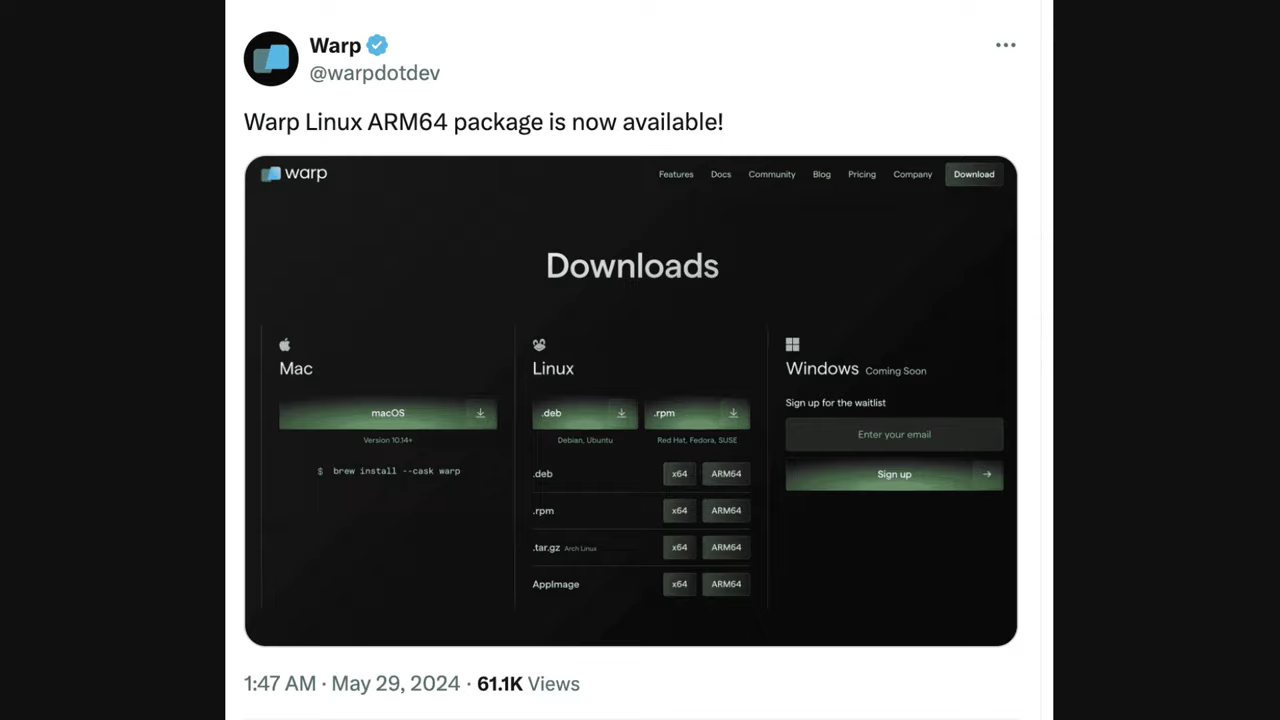 Warp
@warpdotdev
Warp Linux ARM64 package is now available!
warp
Features Docs Community Blog Pricing Company Download
Downloads
Mac
macOS
Version 10.14+
$ brew install --cask warp
Linux
.deb .rpm
Debian, Ubuntu Red Hat, Fedora, SUSE
.deb x64 ARM64
.rpm x64 ARM64
.tar.gz Arch Linux x64 ARM64
AppImage x64 ARM64
Windows Coming Soon
Sign up for the waitlist
Enter your email
Sign up
1:47 AM · May 29, 2024 · 61.1K Views